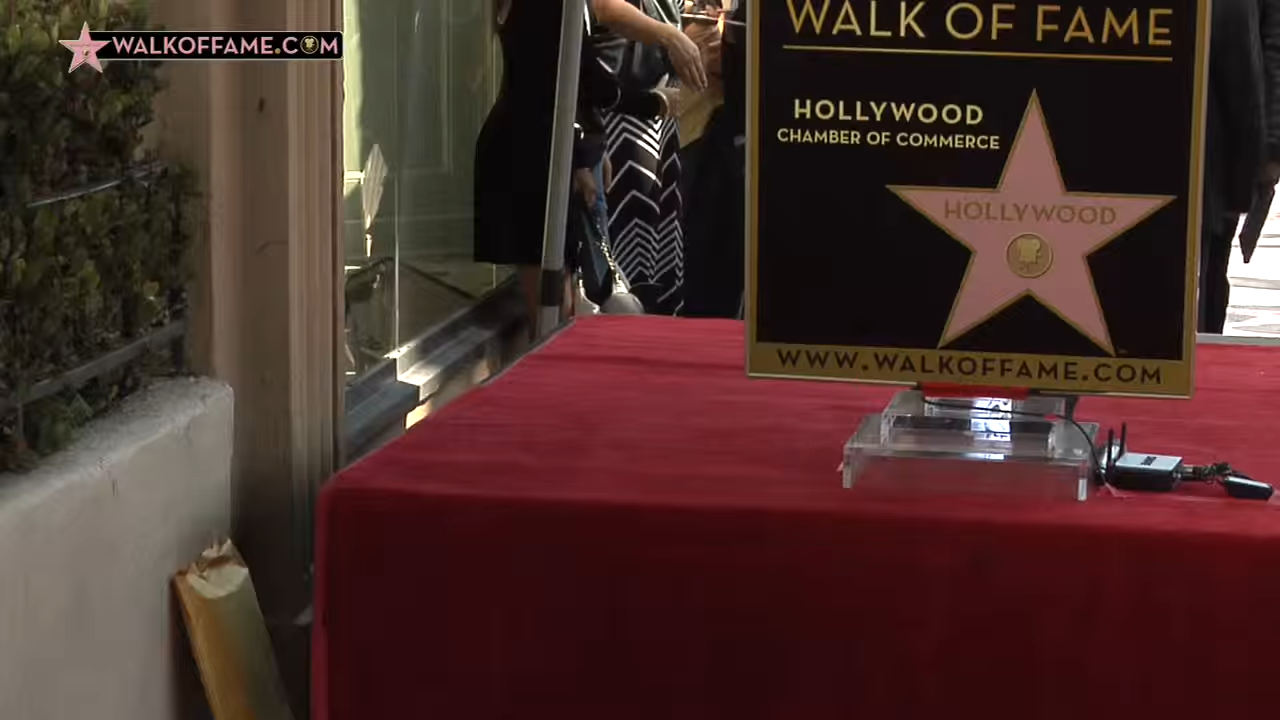 WALKOFFAME.COM
WALK OF FAME
HOLLYWOOD
CHAMBER OF COMMERCE
HOLLYWOOD
WWW.WALKOFFAME.COM